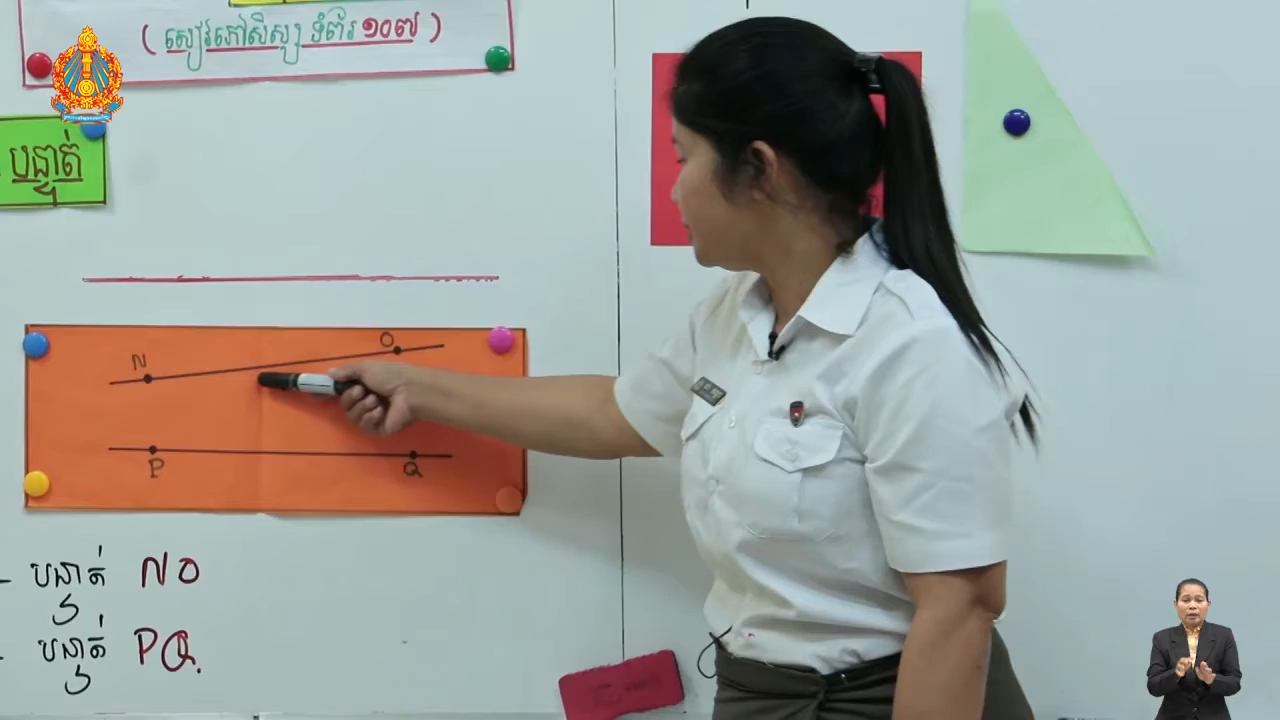 ( សៀវភៅសិស្ស ទំព័រ ១០៧ )
បន្ទាត់
N
O
P
Q
- បន្ទាត់ NO
- បន្ទាត់ PQ.